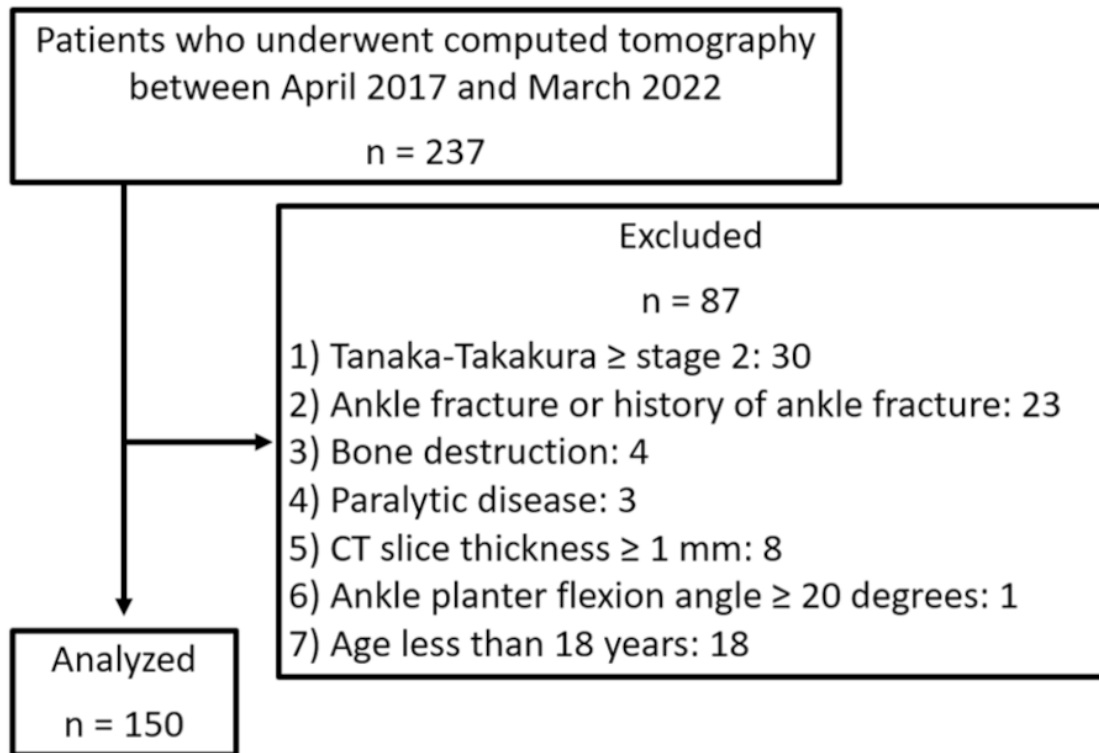 Patients who underwent computed tomography
between April 2017 and March 2022
n = 237
Excluded
n = 87
1) Tanaka-Takakura ≥ stage 2: 30
2) Ankle fracture or history of ankle fracture: 23
3) Bone destruction: 4
4) Paralytic disease: 3
5) CT slice thickness ≥ 1 mm: 8
6) Ankle planter flexion angle ≥ 20 degrees: 1
7) Age less than 18 years: 18
Analyzed
n = 150